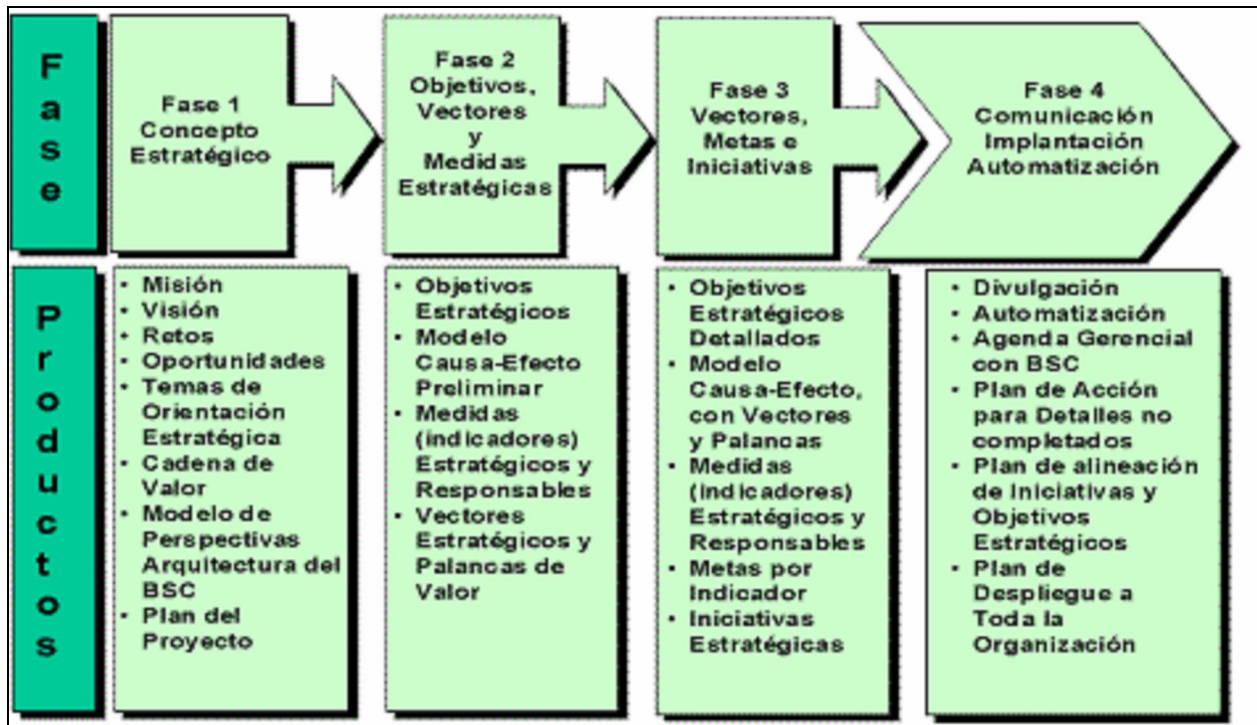 Fase
Fase 1
Concepto
Estratégico
Fase 2
Objetivos,
Vectores
y
Medidas
Estratégicas
Fase 3
Vectores,
Metas e
Iniciativas
Fase 4
Comunicación
Implantación
Automatización
Productos
• Misión
• Visión
• Retos
• Oportunidades
• Temas de
Orientación
Estratégica
• Cadena de
Valor
• Modelo de
Perspectivas
Arquitectura del
BSC
• Plan del
Proyecto
• Objetivos
Estratégicos
• Modelo
Causa-Efecto
Preliminar
• Medidas
(indicadores)
Estratégicos y
Responsables
• Vectores
Estratégicos y
Palancas de
Valor
• Objetivos
Estratégicos
Detallados
• Modelo
Causa-Efecto,
con Vectores
y Palancas
• Medidas
(indicadores)
Estratégicos y
Responsables
• Metas por
Indicador
• Iniciativas
Estratégicas
• Divulgación
• Automatización
• Agenda Gerencial
con BSC
• Plan de Acción
para Detalles no
completados
• Plan de alineación
de Iniciativas y
Objetivos
Estratégicos
• Plan de
Despliegue a
Toda la
Organización